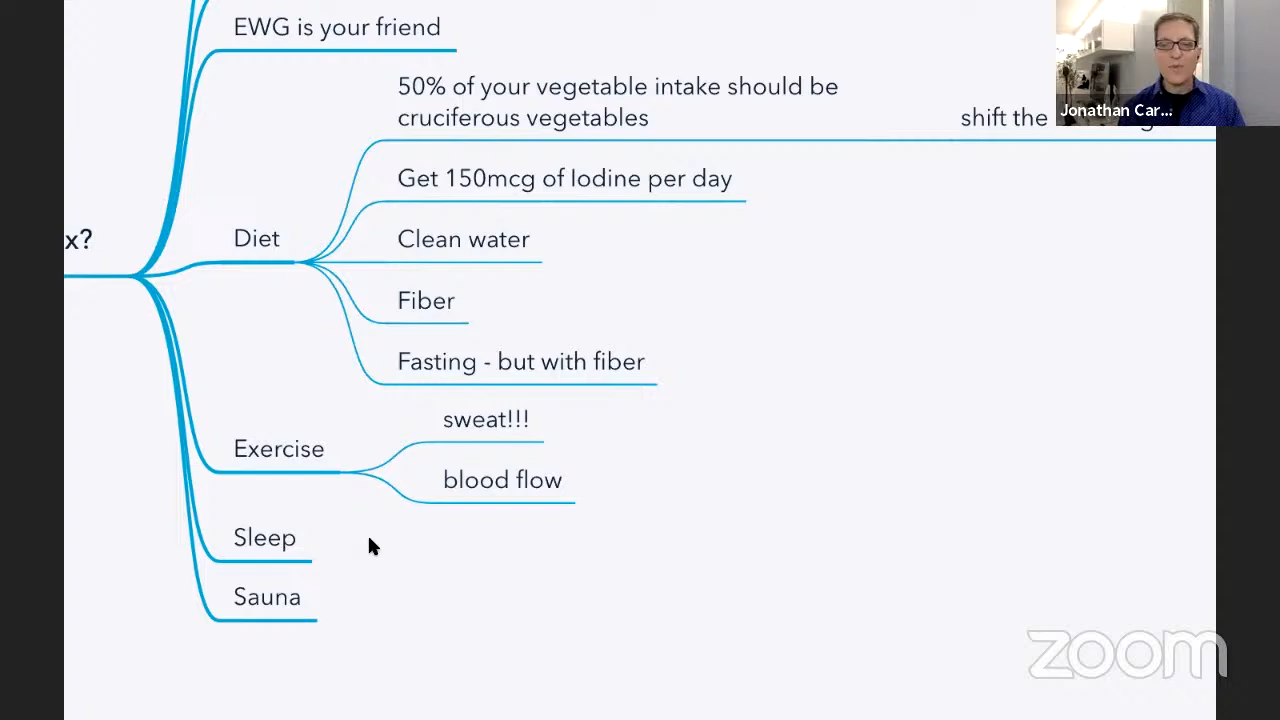 EWG is your friend
50% of your vegetable intake should be
cruciferous vegetables
shift the
Jonathan Car...
Get 150mcg of Iodine per day
x?
Diet
Clean water
Fiber
Fasting - but with fiber
sweat!!!
Exercise
blood flow
Sleep
Sauna
zoom